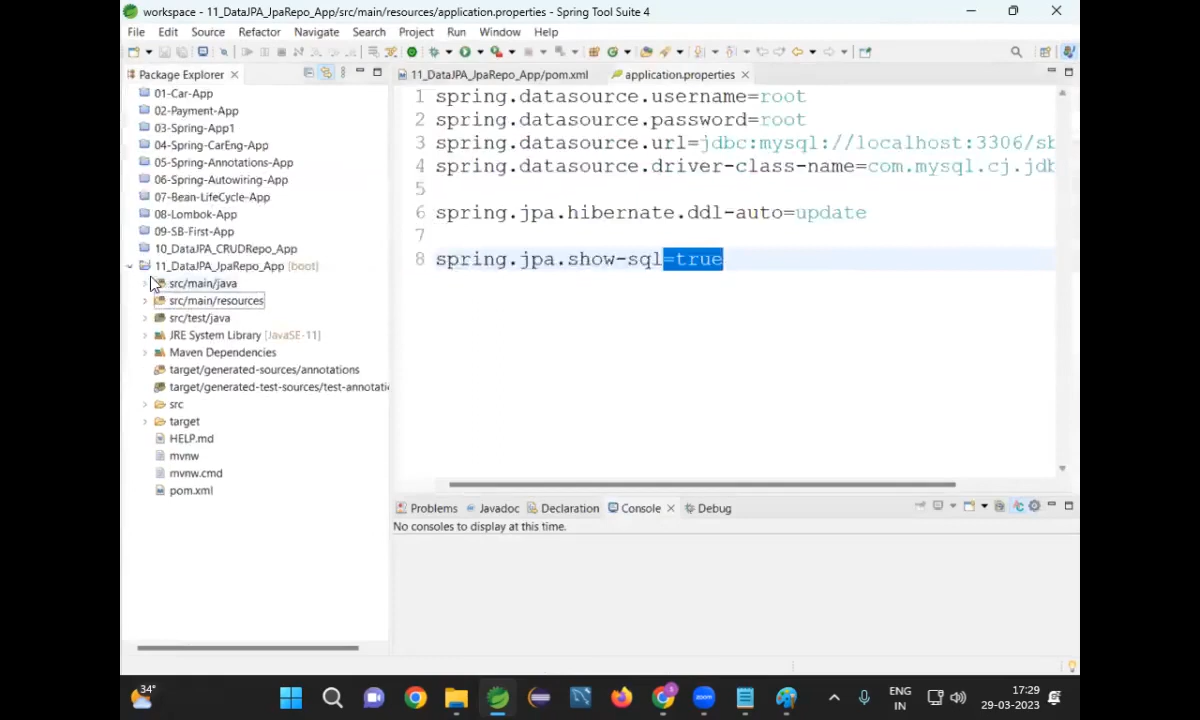 workspace - 11_DataJPA_JpaRepo_App/src/main/resources/application.properties - Spring Tool Suite 4
File Edit Source Refactor Navigate Search Project Run Window Help
Package Explorer
11_DataJPA_JpaRepo_App/pom.xml application.properties
01-Car-App
02-Payment-App
03-Spring-App1
04-Spring-CarEng-App
05-Spring-Annotations-App
06-Spring-Autowiring-App
07-Bean-LifeCycle-App
08-Lombok-App
09-SB-First-App
10_DataJPA_CRUDRepo_App
11_DataJPA_JpaRepo_App [boot]
src/main/java
src/main/resources
src/test/java
JRE System Library [JavaSE-11]
Maven Dependencies
target/generated-sources/annotations
target/generated-test-sources/test-annotati
src
target
HELP.md
mvnw
mvnw.cmd
pom.xml
1 spring.datasource.username=root
2 spring.datasource.password=root
3 spring.datasource.url=jdbc:mysql://localhost:3306/sb
4 spring.datasource.driver-class-name=com.mysql.cj.jdb
5
6 spring.jpa.hibernate.ddl-auto=update
7
8 spring.jpa.show-sql=true
Problems Javadoc Declaration Console Debug
No consoles to display at this time.
34°
ENG
IN
17:29
29-03-2023